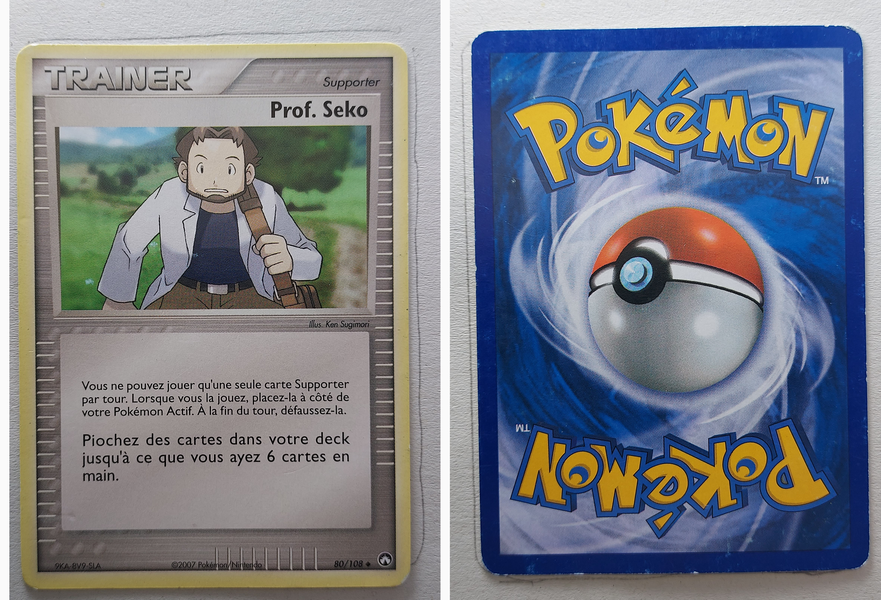 TRAINER
Supporter
Prof. Seko
Illus. Ken Sugimori
Vous ne pouvez jouer qu'une seule carte Supporter
par tour. Lorsque vous la jouez, placez-la à côté de
votre Pokémon Actif. À la fin du tour, défaussez-la.
Piochez des cartes dans votre deck
jusqu'à ce que vous ayez 6 cartes en
main.
9KA-BV9-SLA
©2007 Pokémon/Nintendo
80/108
POKéMON
TM
TM
POKéMON